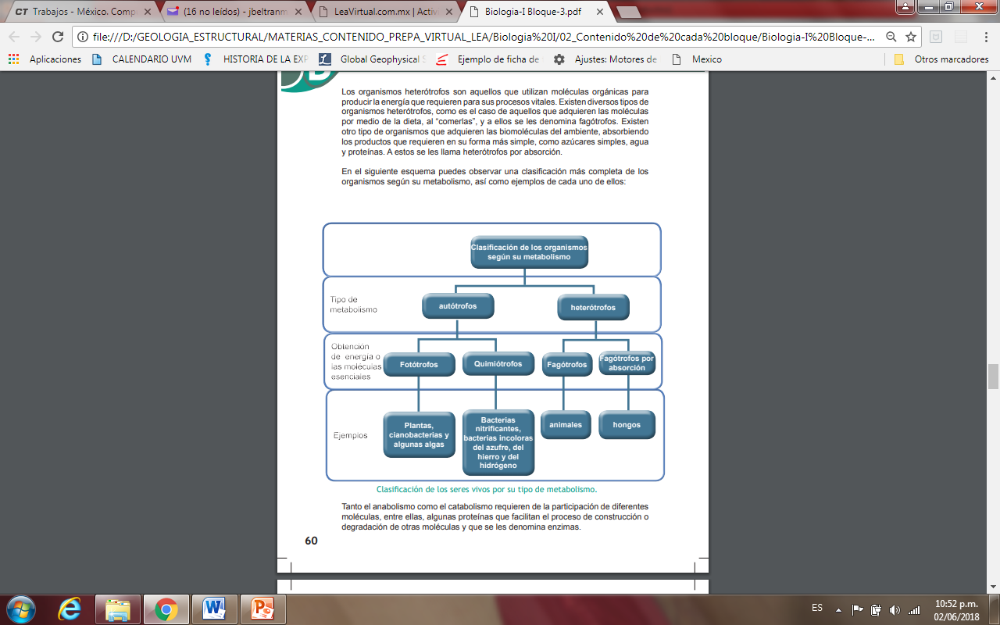 CT Trabajos - México. Comp
(16 no leídos) - jbeltranm
LeaVirtual.com.mx | Activi
Biologia-I Bloque-3.pdf
file:///D:/GEOLOGIA_ESTRUCTURAL/MATERIAS_CONTENIDO_PREPA_VIRTUAL_LEA/Biologia%20I/02_Contenido%20de%20cada%20bloque/Biologia-I%20Bloque-...
Aplicaciones
CALENDARIO UVM
HISTORIA DE LA EXP
Global Geophysical S
Ejemplo de ficha de
Ajustes: Motores de
Mexico
Otros marcadores
Los organismos heterótrofos son aquellos que utilizan moléculas orgánicas para
producir la energía que requieren para sus procesos vitales. Existen diversos tipos de
organismos heterótrofos, como es el caso de aquellos que adquieren las moléculas
por medio de la dieta, al “comerlas”, y a ellos se les denomina fagótrofos. Existen
otro tipo de organismos que adquieren las biomoléculas del ambiente, absorbiendo
los productos que requieren en su forma más simple, como azúcares simples, agua
y proteínas. A estos se les llama heterótrofos por absorción.
En el siguiente esquema puedes observar una clasificación más completa de los
organismos según su metabolismo, así como ejemplos de cada uno de ellos:
Clasificación de los organismos
según su metabolismo
Tipo de
metabolismo
autótrofos
heterótrofos
Obtención
de energía o
las moléculas
esenciales
Fotótrofos
Quimiótrofos
Fagótrofos
Fagótrofos por
absorción
Ejemplos
Plantas,
cianobacterias y
algunas algas
Bacterias
nitrificantes,
bacterias incoloras
del azufre, del
hierro y del
hidrógeno
animales
hongos
Clasificación de los seres vivos por su tipo de metabolismo.
Tanto el anabolismo como el catabolismo requieren de la participación de diferentes
moléculas, entre ellas, algunas proteínas que facilitan el proceso de construcción o
degradación de otras moléculas y que se les denomina enzimas.
60
ES
10:52 p.m.
02/06/2018